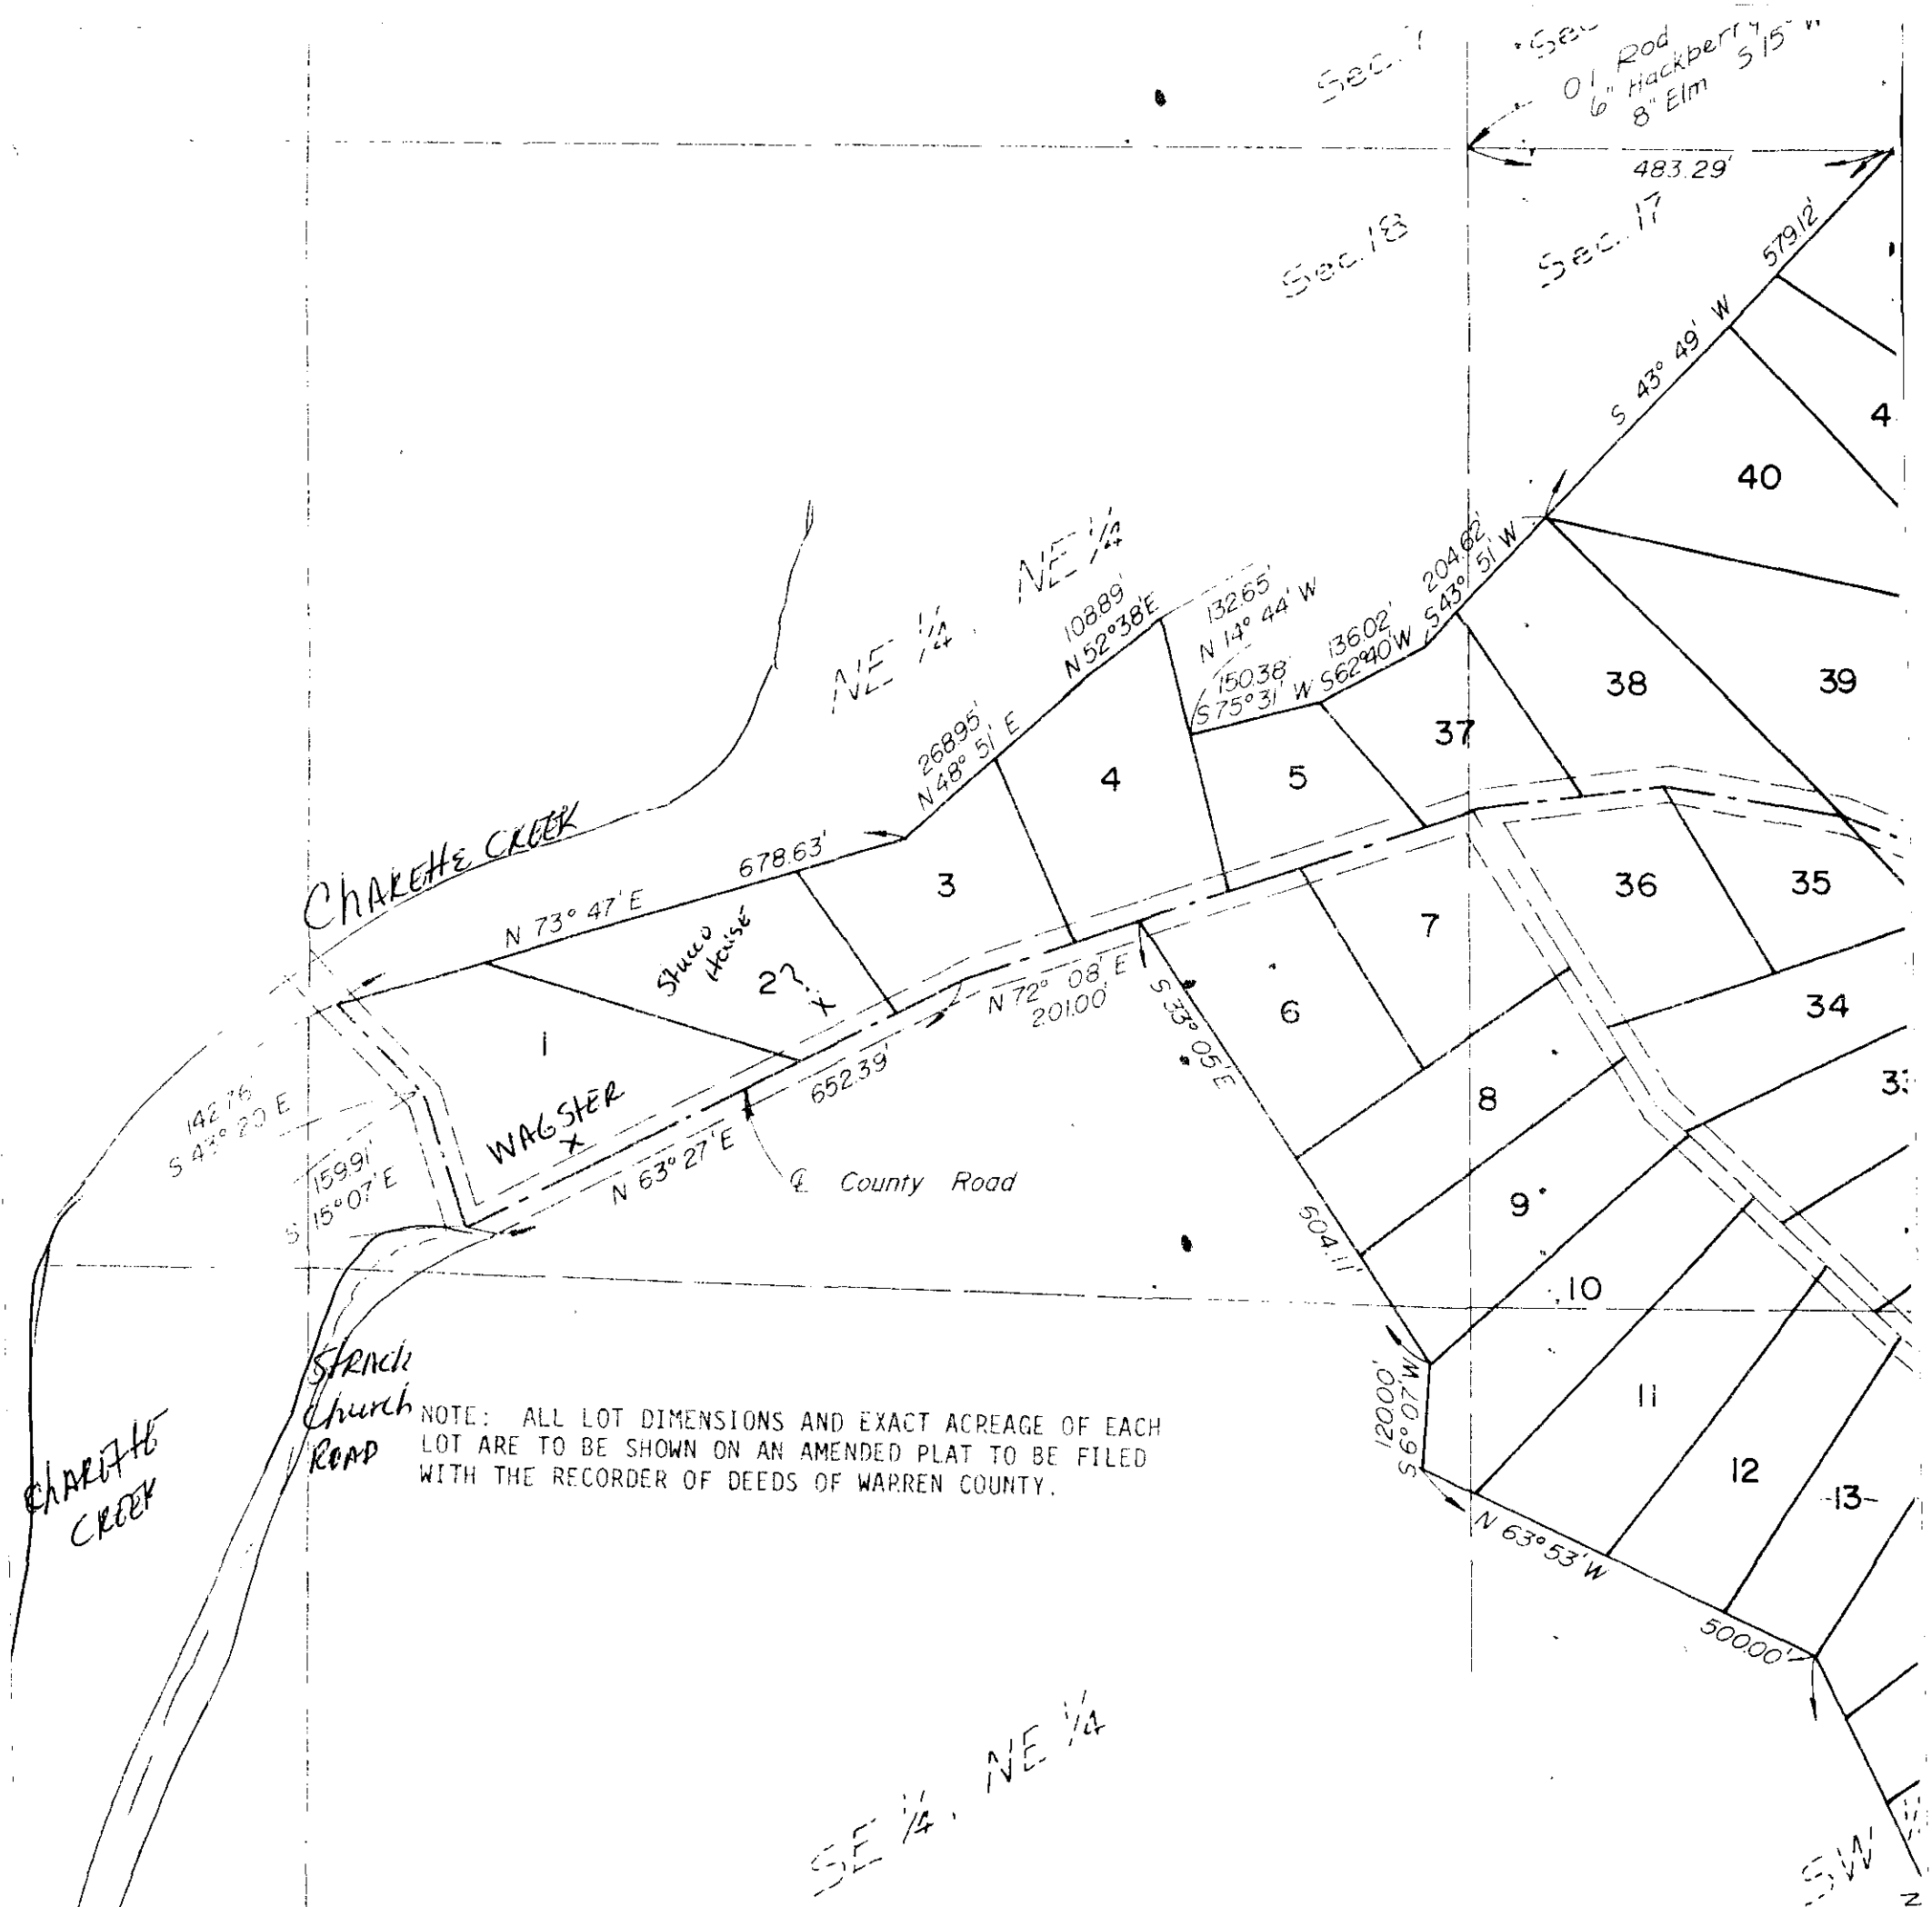 O1 Rod
6" Hackberry
8" Elm S 15° W
483.29'
Sec. 18
Sec. 17
579.12'
S 43° 49' W
4
40
NE 1/4, NE 1/4
108.89'
N 52° 38' E
132.65'
N 14° 44' W
204.62'
S 43° 51' W
136.02'
S 62° 40' W
150.38'
S 75° 31' W
268.95'
N 48° 51' E
38
39
37
4
5
CHARETTE CREEK
678.63'
N 73° 47' E
3
36
35
7
Stucco
House
2?
X
N 72° 08' E
201.00'
S 33° 05' E
6
34
1
652.39'
142.76'
S 43° 20' E
WAGSTER
X
8
159.91'
S 15° 07' E
N 63° 27' E
℄ County Road
9
604.11'
10
STRACK
Church
ROAD
120.00'
S 6° 07' W
11
NOTE: ALL LOT DIMENSIONS AND EXACT ACREAGE OF EACH
LOT ARE TO BE SHOWN ON AN AMENDED PLAT TO BE FILED
WITH THE RECORDER OF DEEDS OF WARREN COUNTY.
CHARETTE
CREEK
12
13
N 63° 53' W
500.00'
SE 1/4, NE 1/4
SW